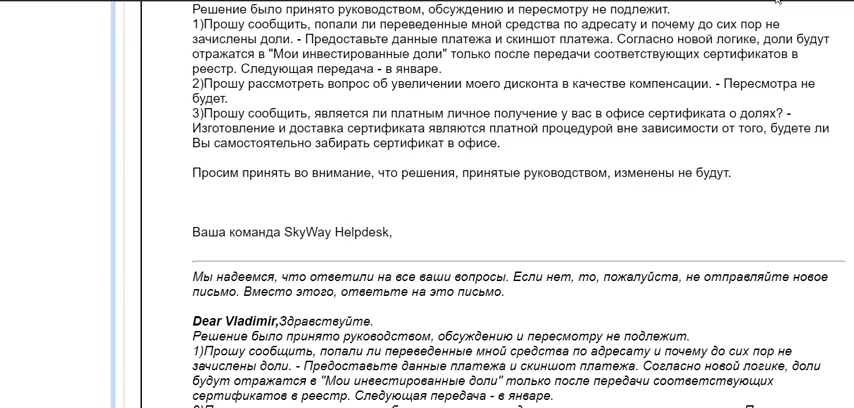 Решение было принято руководством, обсуждению и пересмотру не подлежит.
1)Прошу сообщить, попали ли переведенные мной средства по адресату и почему до сих пор не
зачислены доли. - Предоставьте данные платежа и скиншот платежа. Согласно новой логике, доли будут
отражатся в "Мои инвестированные доли" только после передачи соответствующих сертификатов в
реестр. Следующая передача - в январе.
2)Прошу рассмотреть вопрос об увеличении моего дисконта в качестве компенсации. - Пересмотра не
будет.
3)Прошу сообщить, является ли платным личное получение у вас в офисе сертификата о долях? -
Изготовление и доставка сертификата являются платной процедурой вне зависимости от того, будете ли
Вы самостоятельно забирать сертификат в офисе.
Просим принять во внимание, что решения, принятые руководством, изменены не будут.
Ваша команда SkyWay Helpdesk,
Мы надеемся, что ответили на все ваши вопросы. Если нет, то, пожалуйста, не отправляйте новое
письмо. Вместо этого, ответьте на это письмо.
Dear Vladimir,Здравствуйте.
Решение было принято руководством, обсуждению и пересмотру не подлежит.
1)Прошу сообщить, попали ли переведенные мной средства по адресату и почему до сих пор не
зачислены доли. - Предоставьте данные платежа и скиншот платежа. Согласно новой логике, доли
будут отражатся в "Мои инвестированные доли" только после передачи соответствующих
сертификатов в реестр. Следующая передача - в январе.